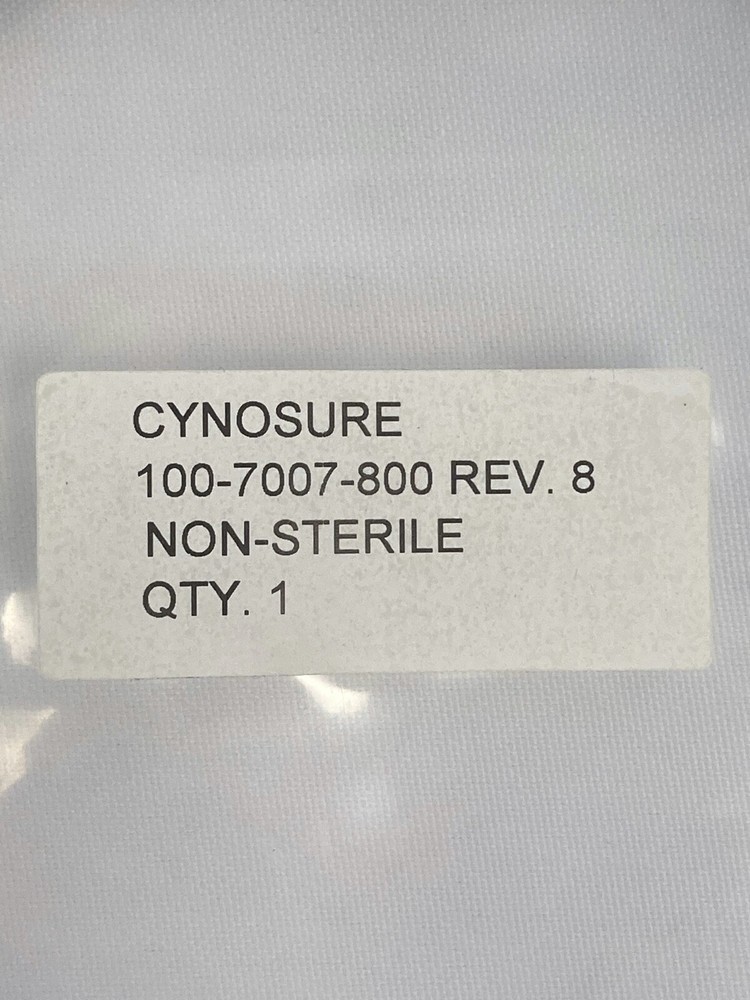 CYNOSURE
100-7007-800 REV. 8
NON-STERILE
QTY. 1